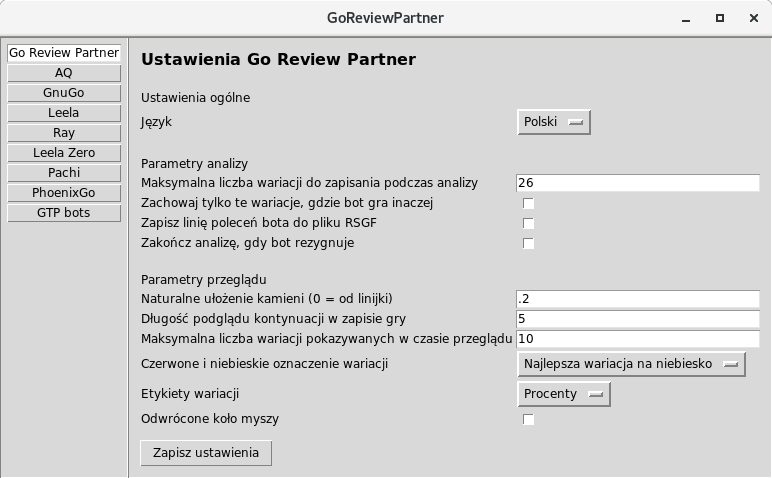 GoReviewPartner
Go Review Partner
AQ
GnuGo
Leela
Ray
Leela Zero
Pachi
PhoenixGo
GTP bots
Ustawienia Go Review Partner
Ustawienia ogólne
Język Polski
Parametry analizy
Maksymalna liczba wariacji do zapisania podczas analizy 26
Zachowaj tylko te wariacje, gdzie bot gra inaczej
Zapisz linię poleceń bota do pliku RSGF
Zakończ analizę, gdy bot rezygnuje
Parametry przeglądu
Naturalne ułożenie kamieni (0 = od linijki) .2
Długość podglądu kontynuacji w zapisie gry 5
Maksymalna liczba wariacji pokazywanych w czasie przeglądu 10
Czerwone i niebieskie oznaczenie wariacji Najlepsza wariacja na niebiesko
Etykiety wariacji Procenty
Odwrócone koło myszy
Zapisz ustawienia